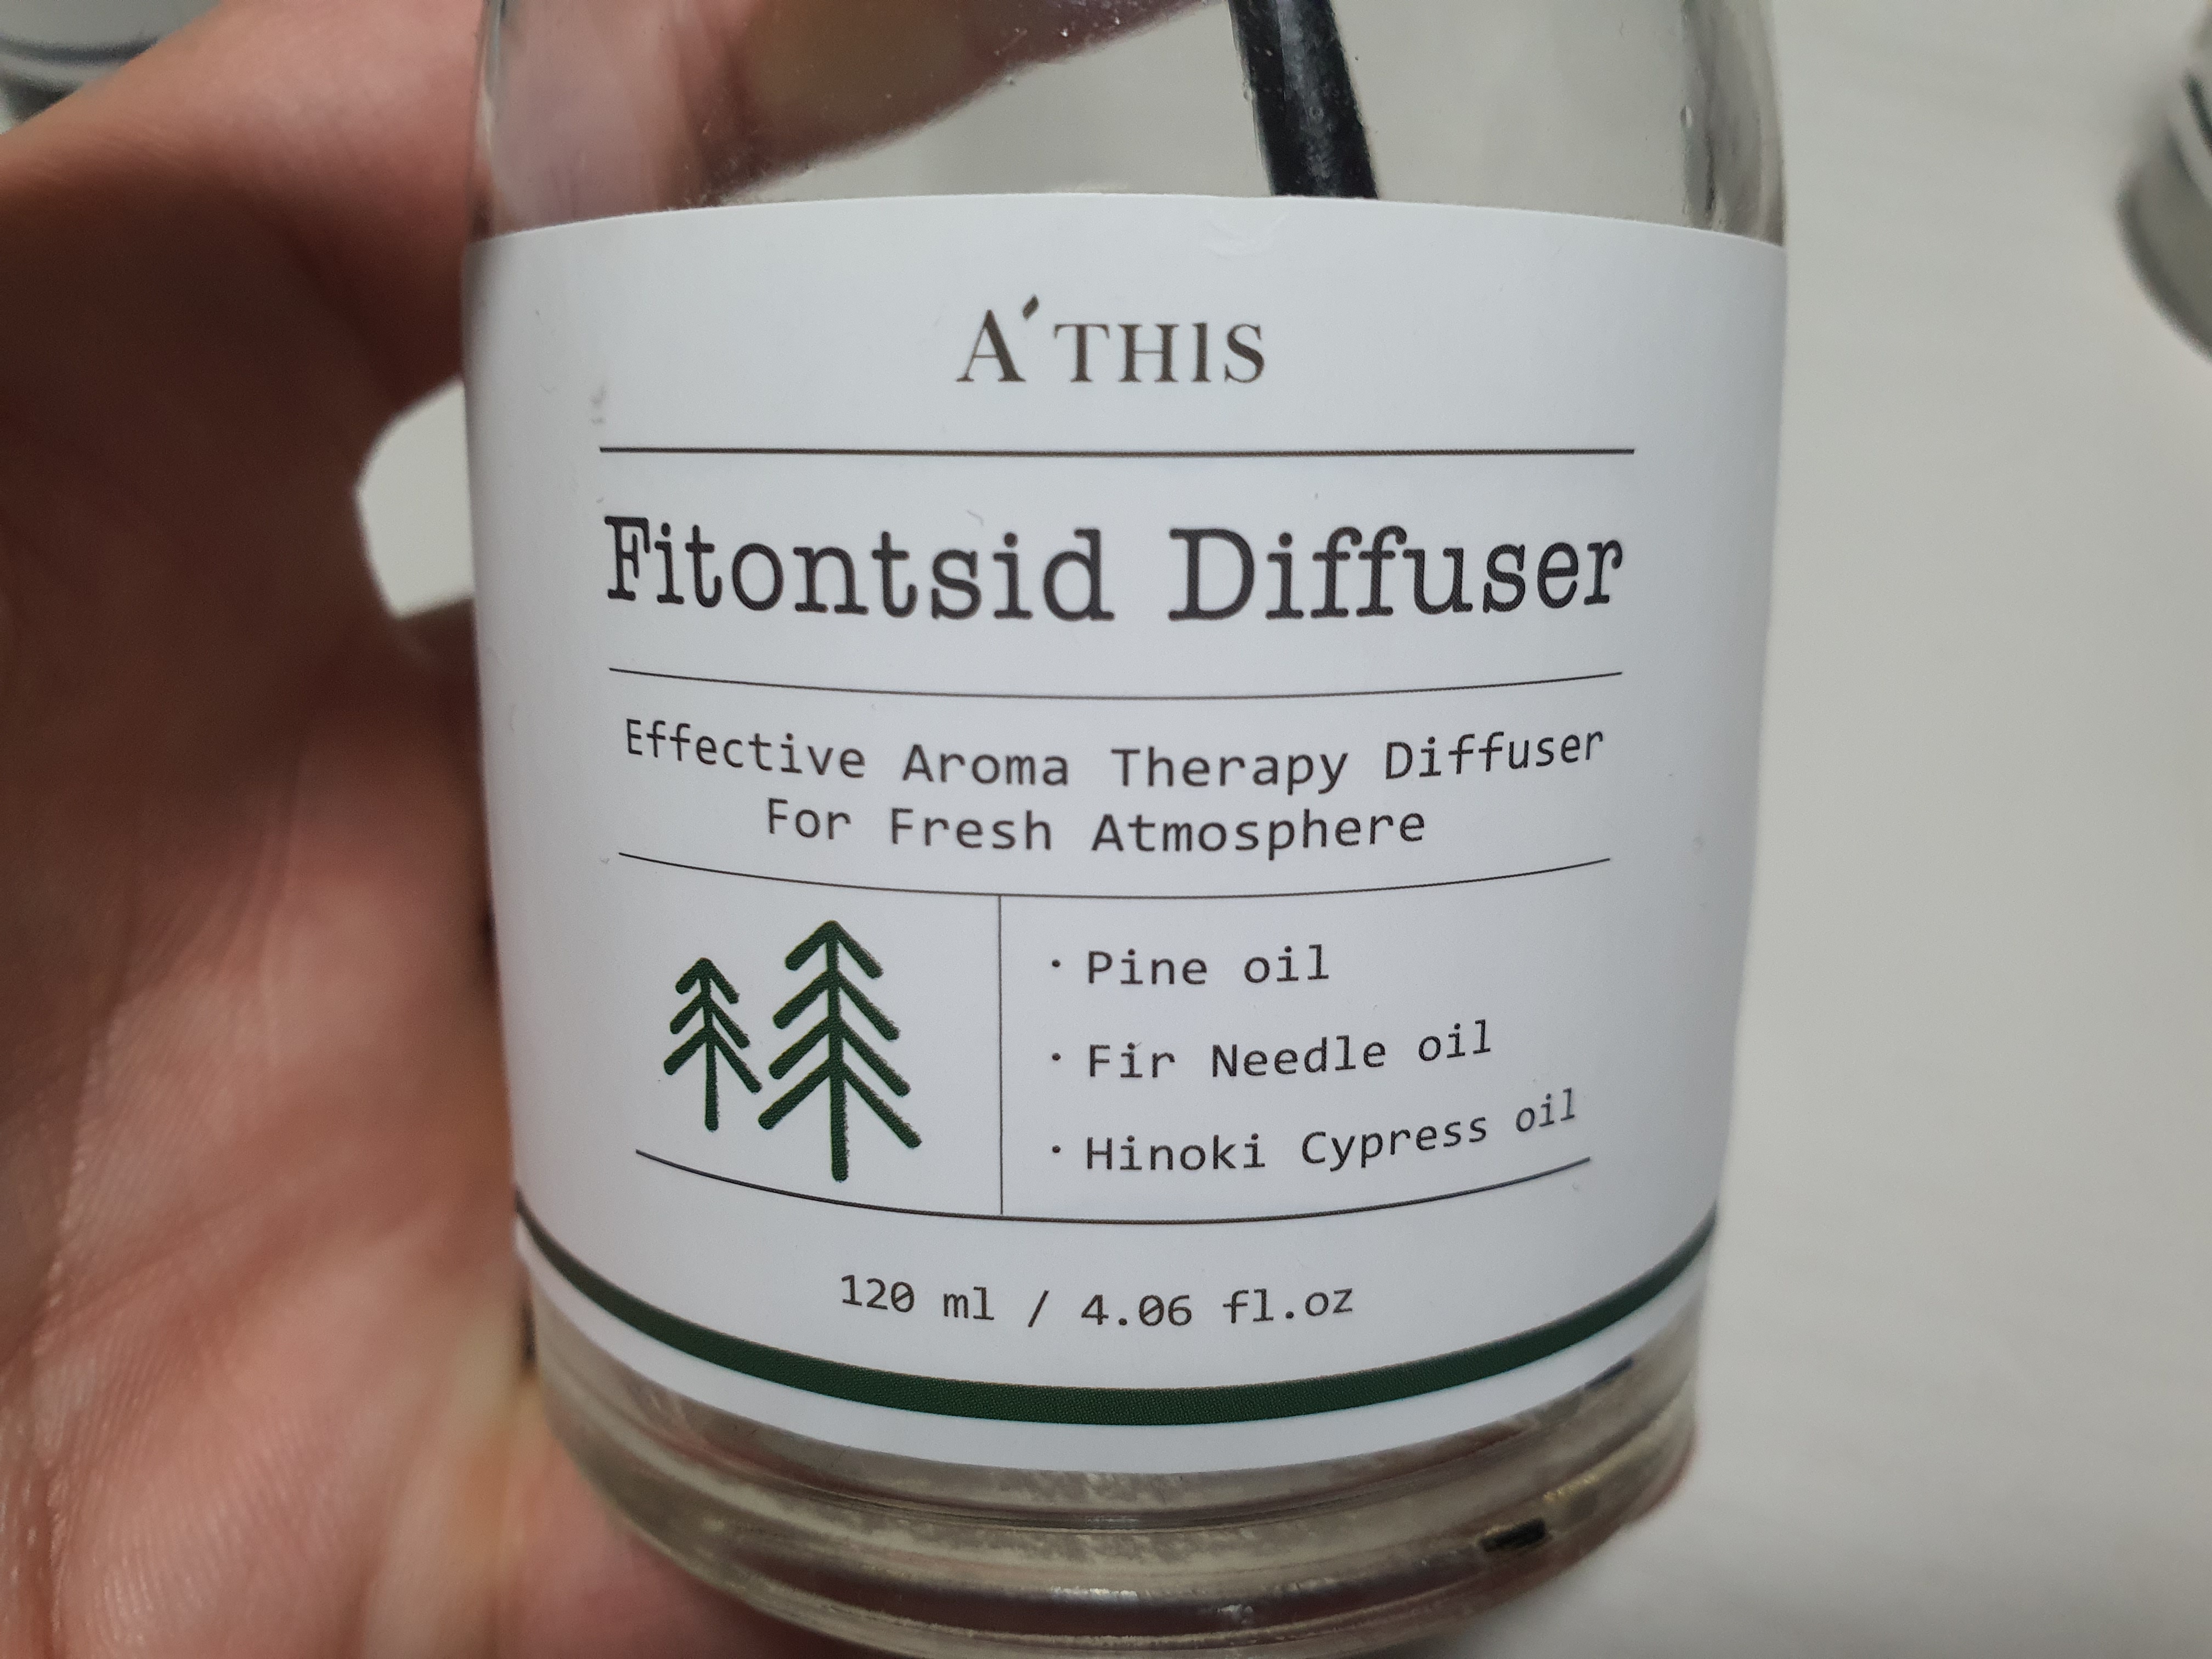 A'THIS
Fitontsid Diffuser
Effective Aroma Therapy Diffuser
For Fresh Atmosphere
· Pine oil
· Fir Needle oil
· Hinoki Cypress oil
120 ml / 4.06 fl.oz